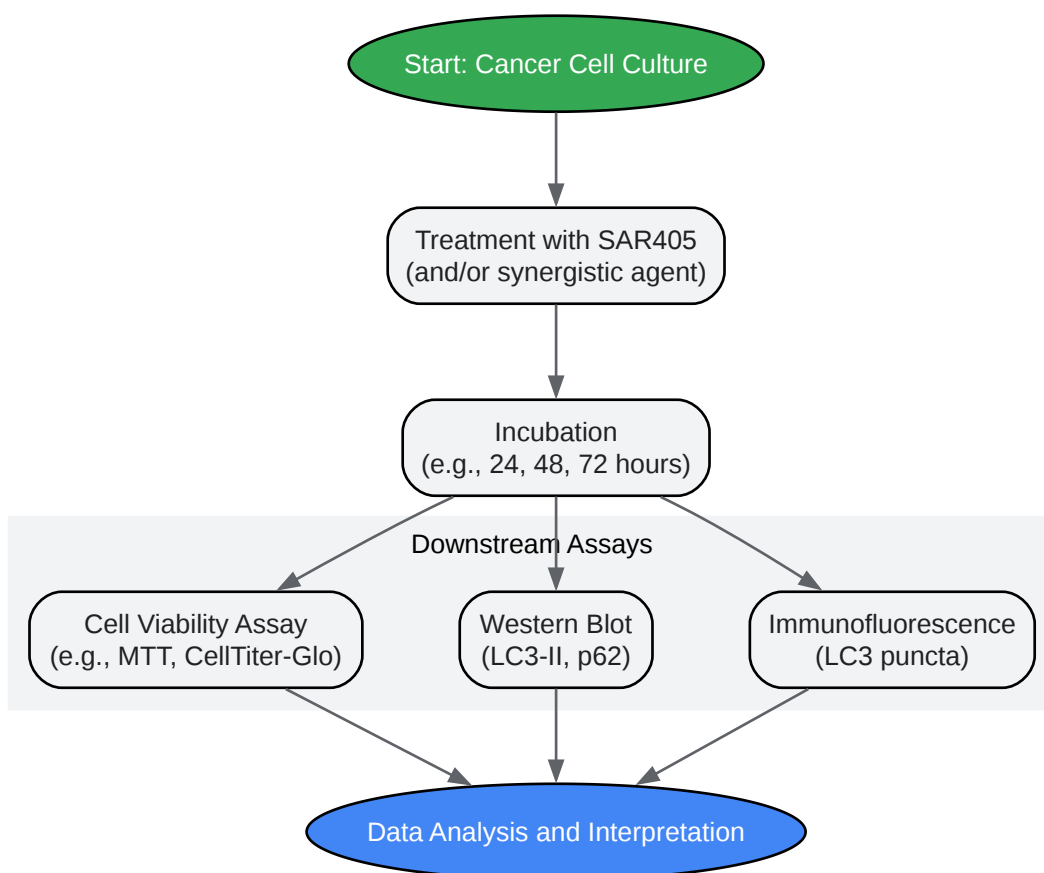 Start: Cancer Cell Culture
Treatment with SAR405
(and/or synergistic agent)
Incubation
(e.g., 24, 48, 72 hours)
Downstream Assays
Cell Viability Assay
(e.g., MTT, CellTiter-Glo)
Western Blot
(LC3-II, p62)
Immunofluorescence
(LC3 puncta)
Data Analysis and Interpretation